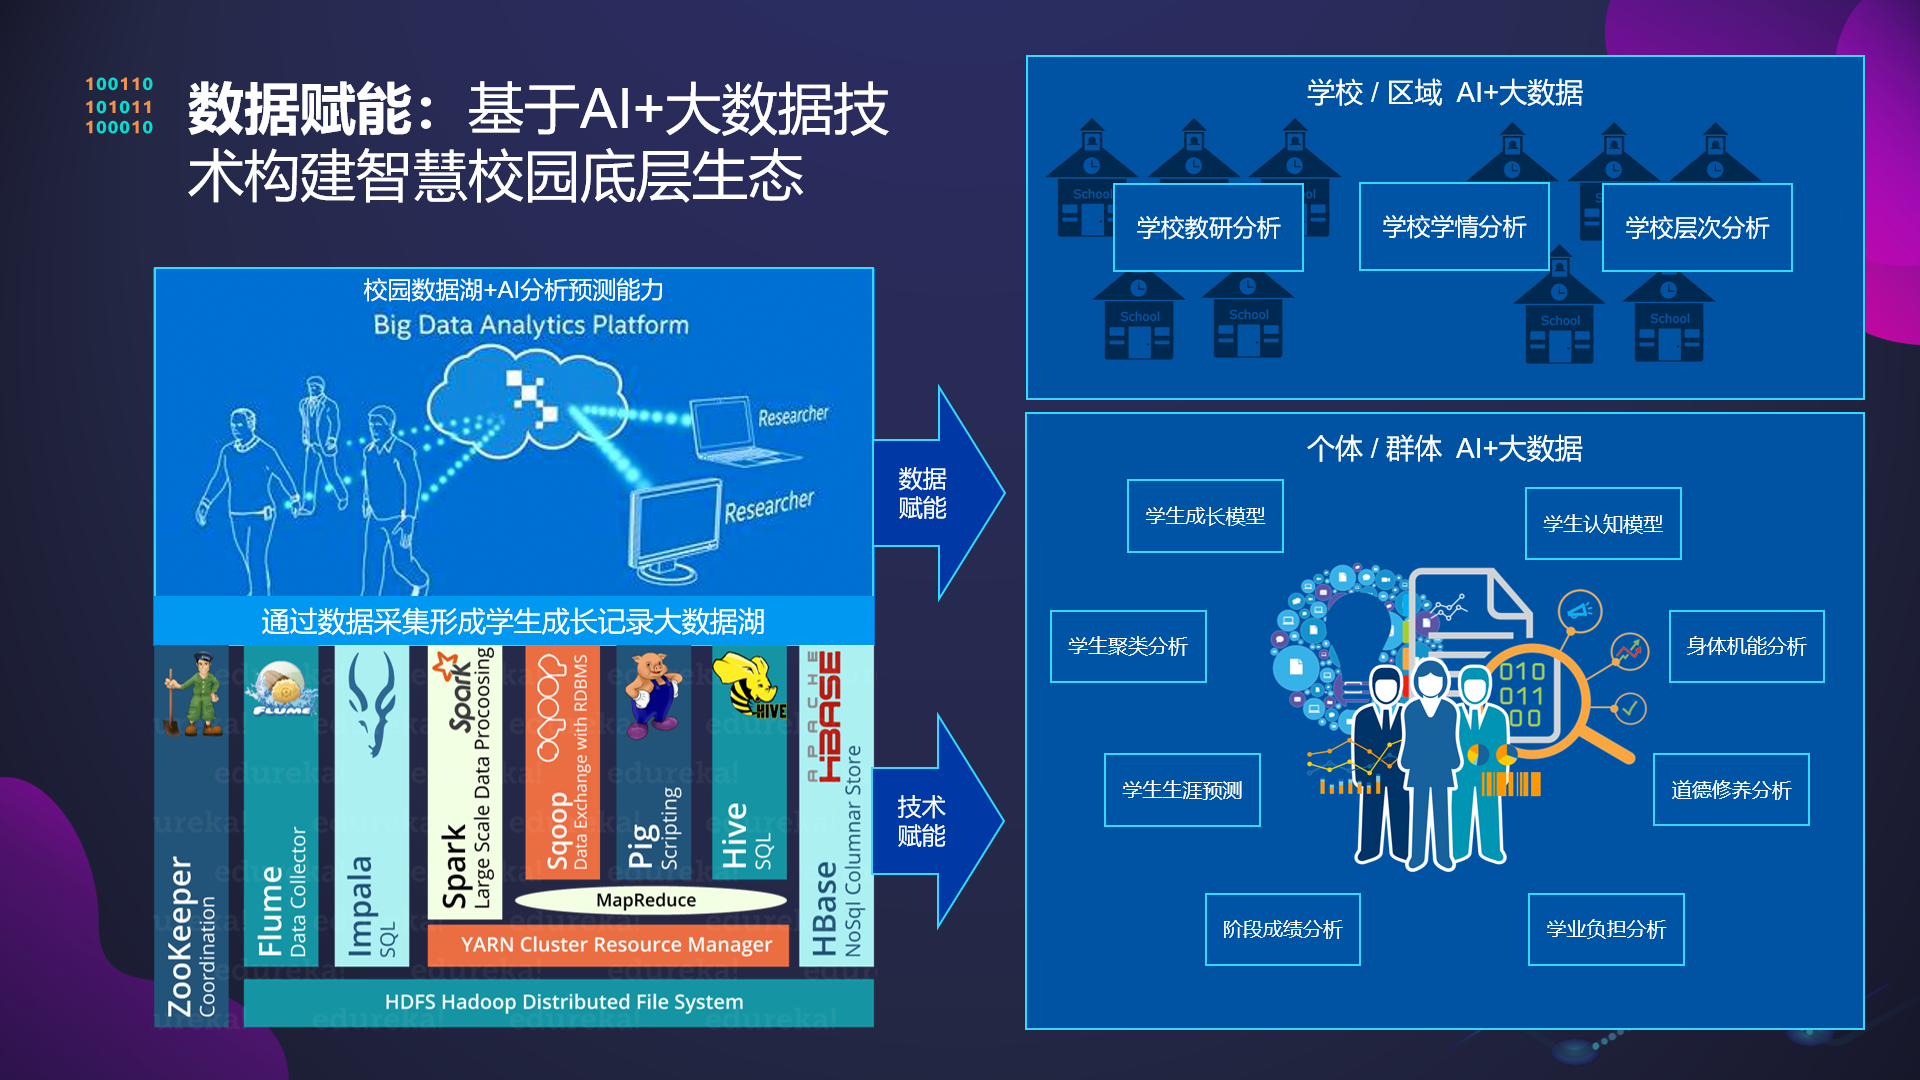 100110
101011
100010
数据赋能：基于AI+大数据技
术构建智慧校园底层生态
校园数据湖+AI分析预测能力
Big Data Analytics Platform
Researcher
Researcher
通过数据采集形成学生成长记录大数据湖
ZooKeeper
Coordination
FLUME
Flume
Data Collector
Impala
SQL
Spark
Spark
Large Scale Data Procoosing
Sqoop
Data Exchange with RDBMS
Pig
Scripting
HIVE
Hive
SQL
APACHE
HBASE
HBase
NoSql Columnar Store
MapReduce
YARN Cluster Resource Manager
HDFS Hadoop Distributed File System
edureka!
数据
赋能
技术
赋能
学校 / 区域 AI+大数据
School
学校教研分析
学校学情分析
学校层次分析
School
School
School
School
个体 / 群体 AI+大数据
学生成长模型
学生认知模型
学生聚类分析
身体机能分析
010
011
00
学生生涯预测
道德修养分析
阶段成绩分析
学业负担分析